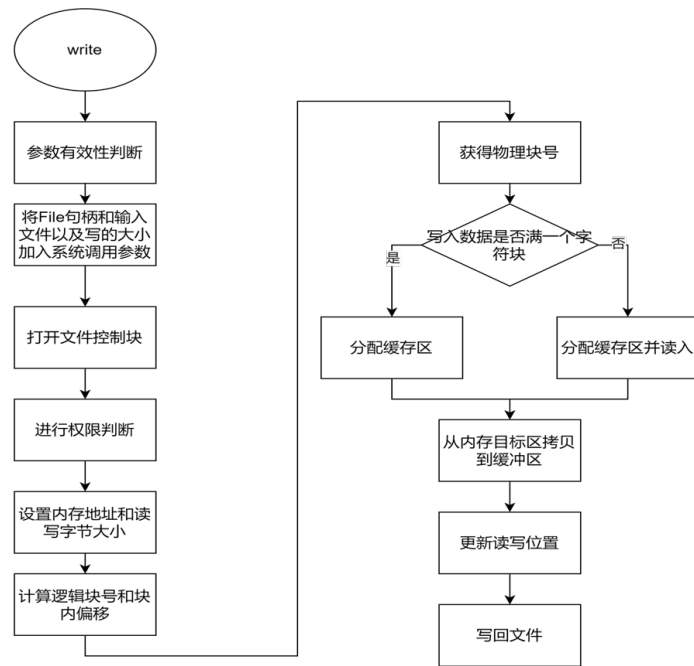 write
参数有效性判断
将File句柄和输入
文件以及写的大小
加入系统调用参数
打开文件控制块
进行权限判断
设置内存地址和读
写字节大小
计算逻辑块号和块
内偏移
获得物理块号
写入数据是否满一个字
符块
是
否
分配缓存区
分配缓存区并读入
从内存目标区拷贝
到缓冲区
更新读写位置
写回文件